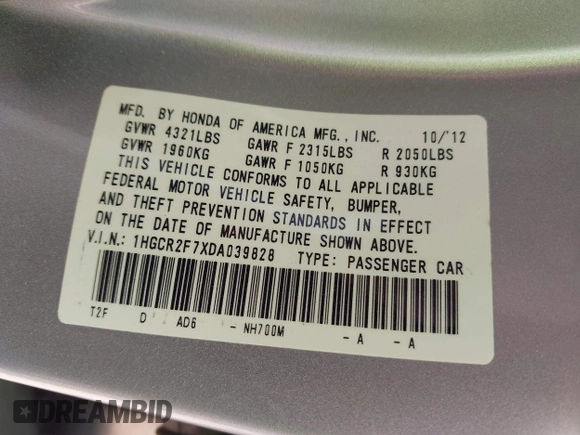 MFD. BY HONDA OF AMERICA MFG., INC. 10/'12
GVWR 4321LBS GAWR F 2315LBS R 2050LBS
GVWR 1960KG GAWR F 1050KG R 930KG
THIS VEHICLE CONFORMS TO ALL APPLICABLE
FEDERAL MOTOR VEHICLE SAFETY, BUMPER,
AND THEFT PREVENTION STANDARDS IN EFFECT
ON THE DATE OF MANUFACTURE SHOWN ABOVE.
V.I.N.: 1HGCR2F7XDA039828 TYPE: PASSENGER CAR
T2F D AD6 - NH700M - A - A
DREAMBID